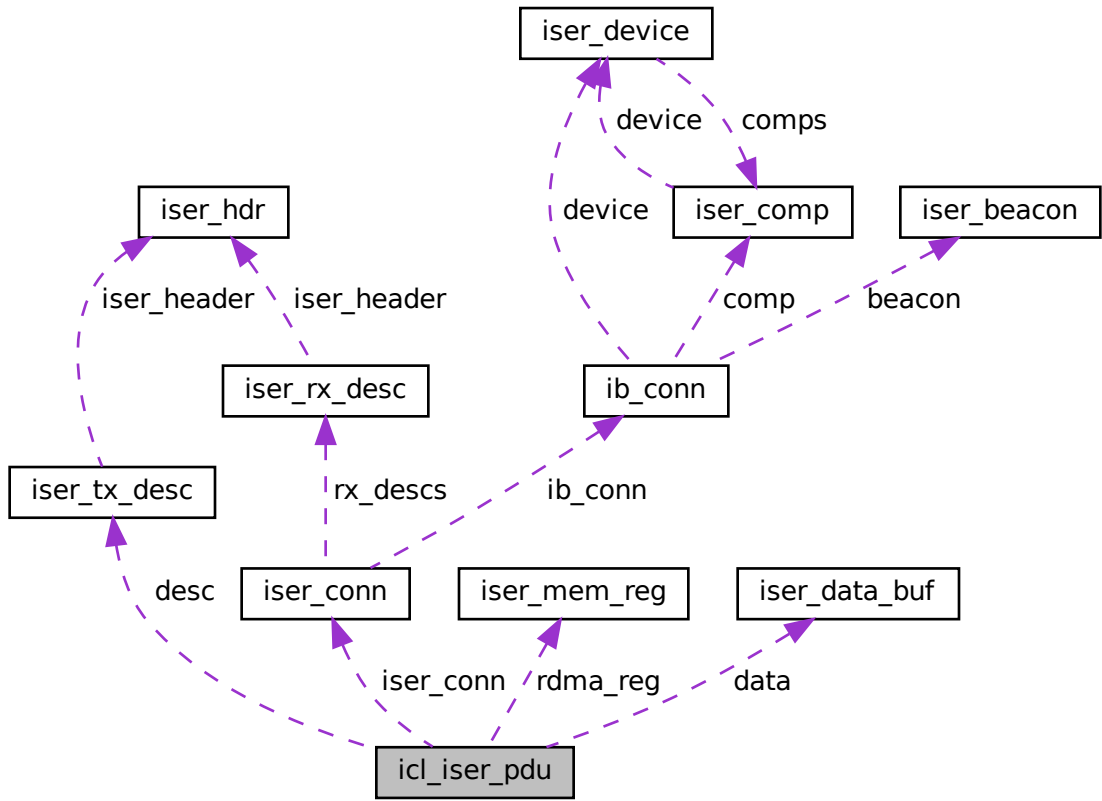 iser_device
device
comps
iser_hdr
device
iser_comp
iser_beacon
iser_header
iser_header
comp
beacon
iser_rx_desc
ib_conn
iser_tx_desc
rx_descs
ib_conn
desc
iser_conn
iser_mem_reg
iser_data_buf
iser_conn
rdma_reg
data
icl_iser_pdu